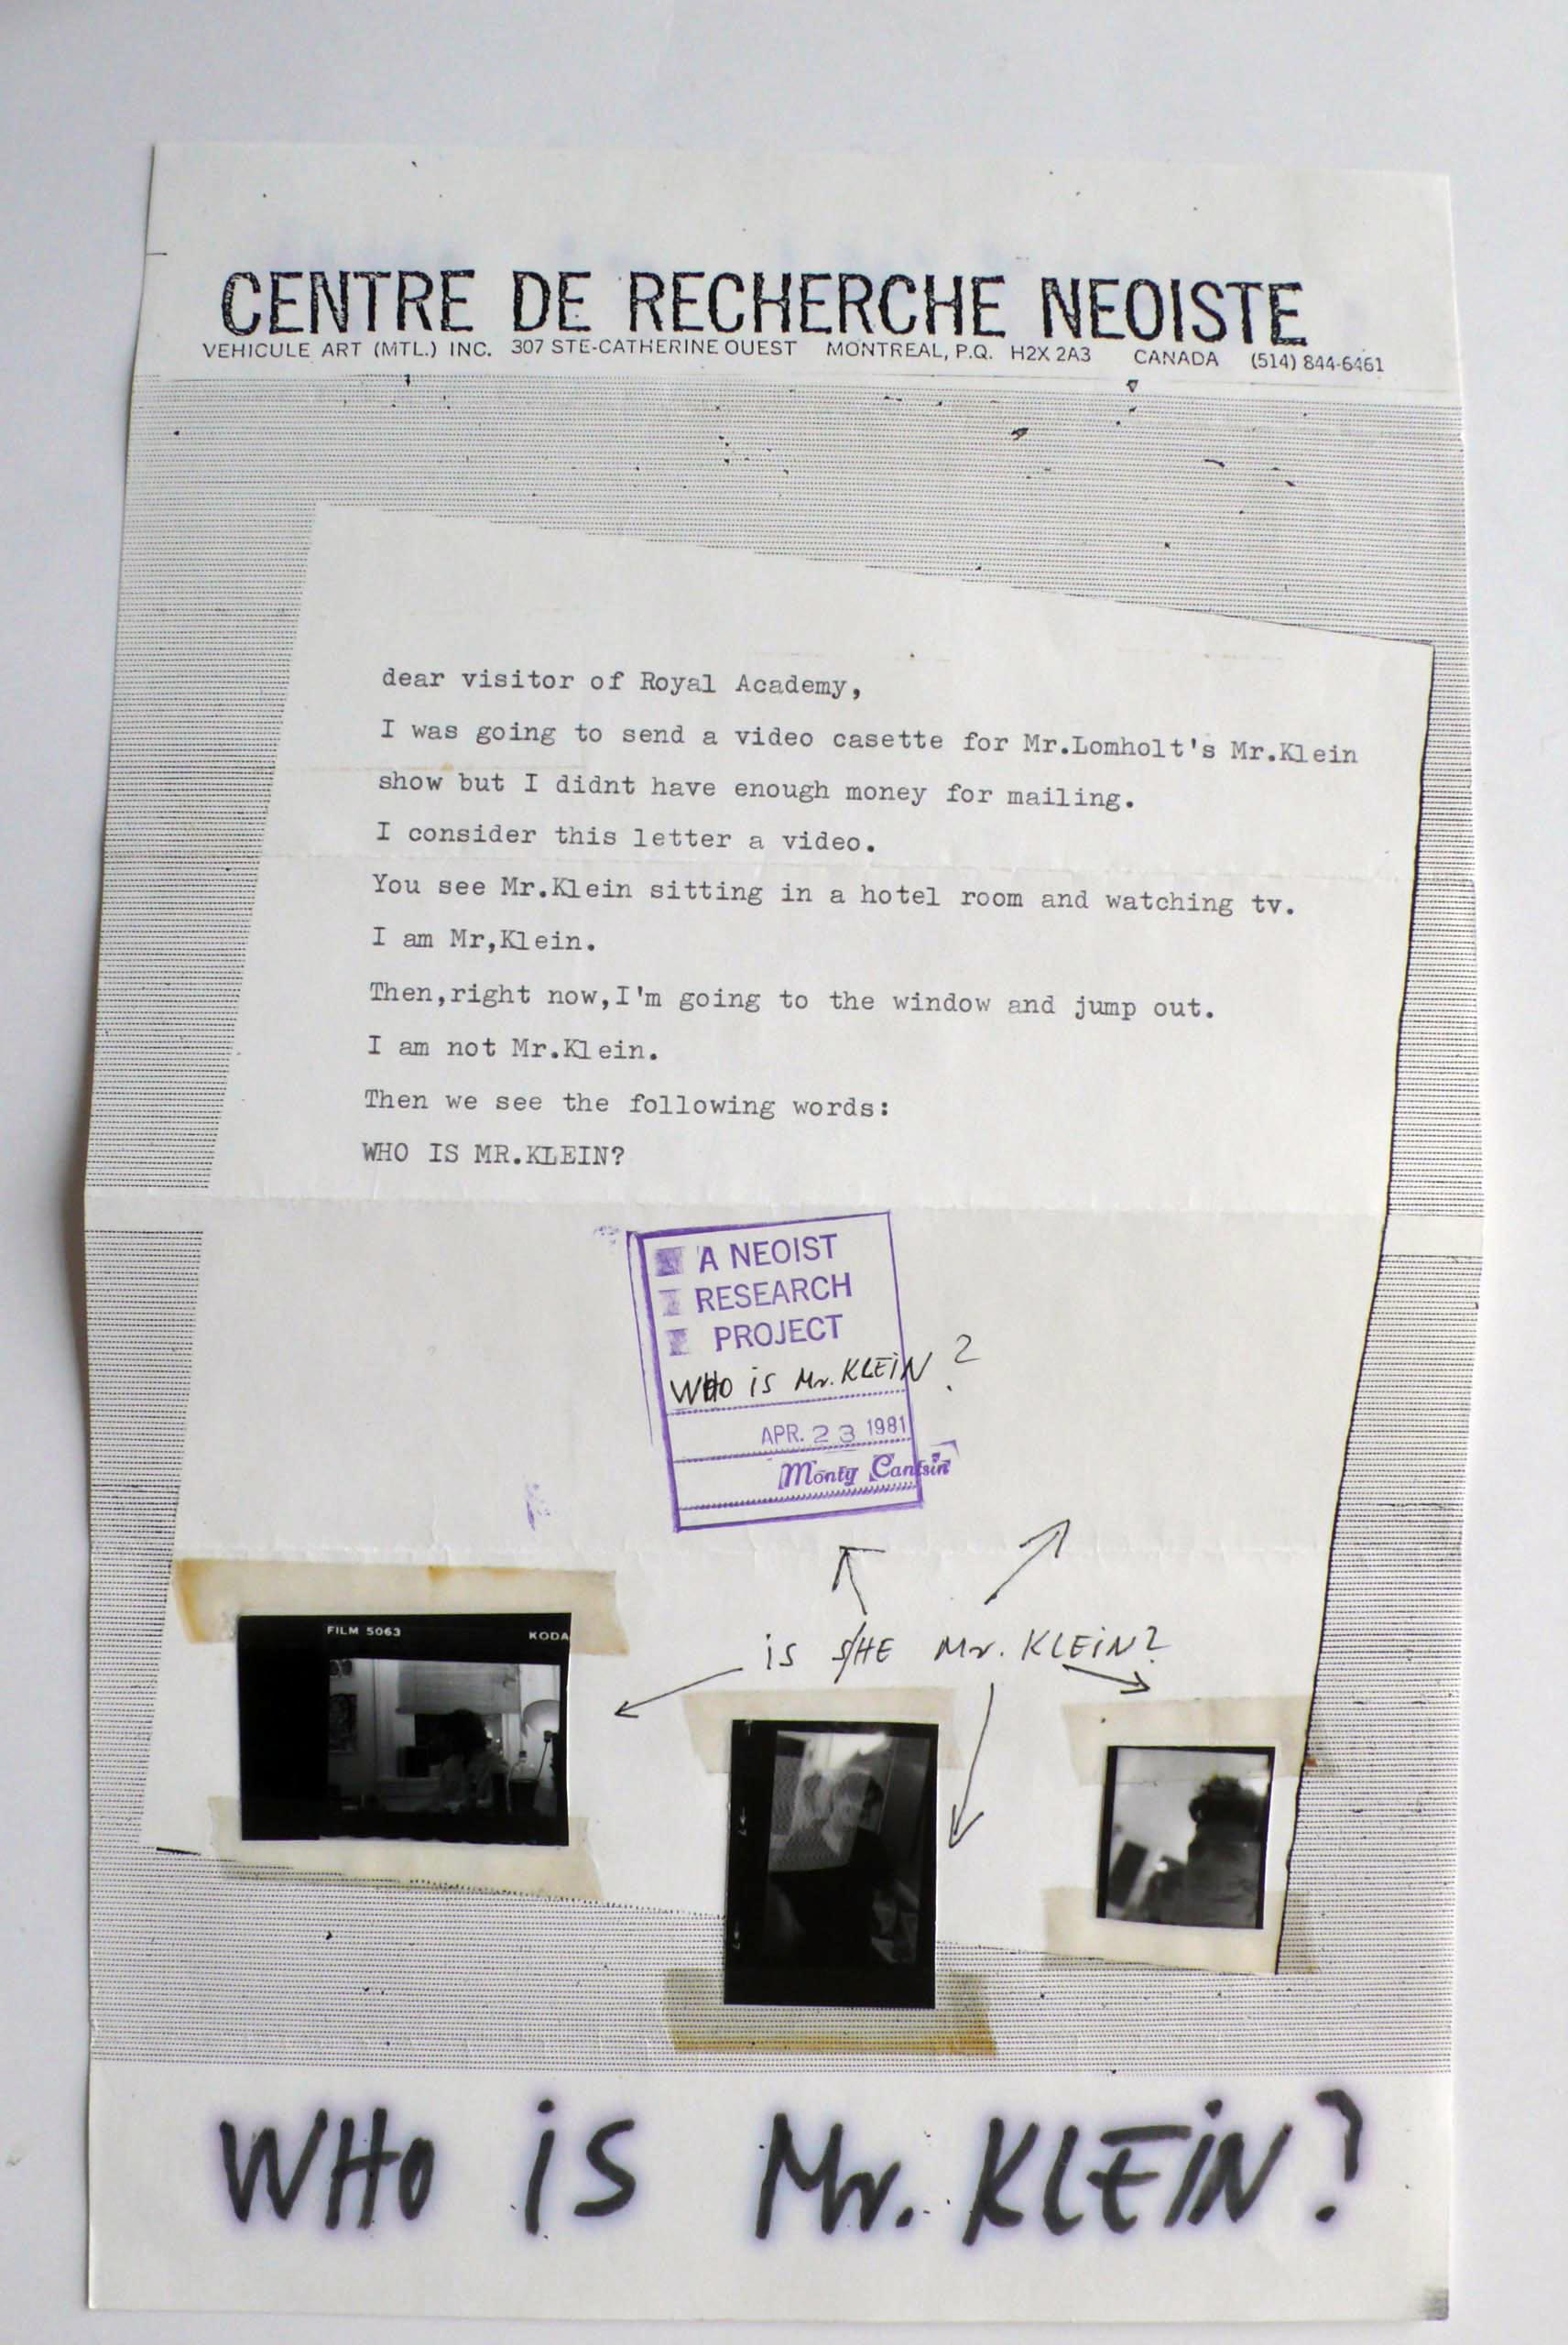 CENTRE DE RECHERCHE NEOISTE
VEHICULE ART (MTL.) INC. 307 STE-CATHERINE OUEST MONTREAL, P.Q. H2X 2A3 CANADA (514) 844-6461
dear visitor of Royal Academy,
I was going to send a video casette for Mr.Lomholt's Mr.Klein
show but I didnt have enough money for mailing.
I consider this letter a video.
You see Mr.Klein sitting in a hotel room and watching tv.
I am Mr,Klein.
Then,right now,I'm going to the window and jump out.
I am not Mr.Klein.
Then we see the following words:
WHO IS MR.KLEIN?
A NEOIST
RESEARCH
PROJECT
WHO iS Mr. KLEiN?
APR. 23 1981
Monty Cantsin
is S/HE Mr. KLEiN?
FILM 5063 KODA
WHO iS Mr. KLEiN?